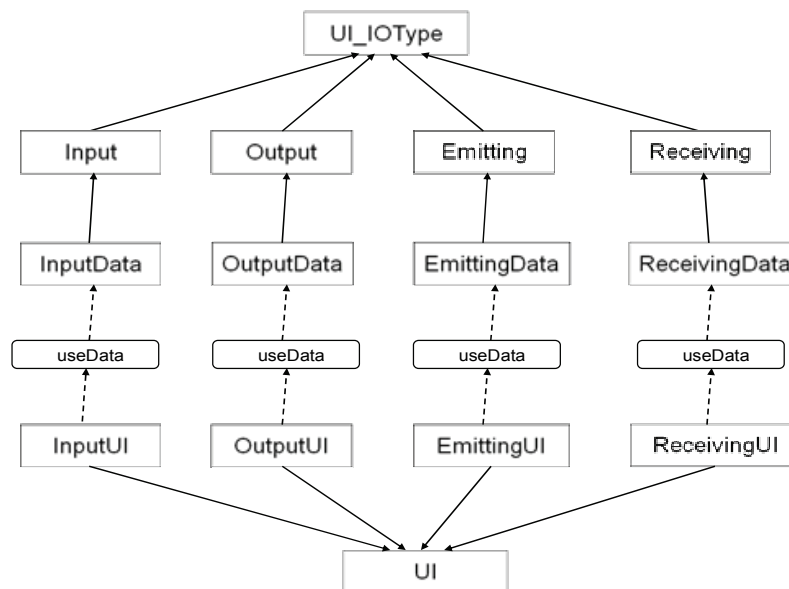 UI_IOType
Input Output Emitting Receiving
InputData OutputData EmittingData ReceivingData
useData useData useData useData
InputUI OutputUI EmittingUI ReceivingUI
UI